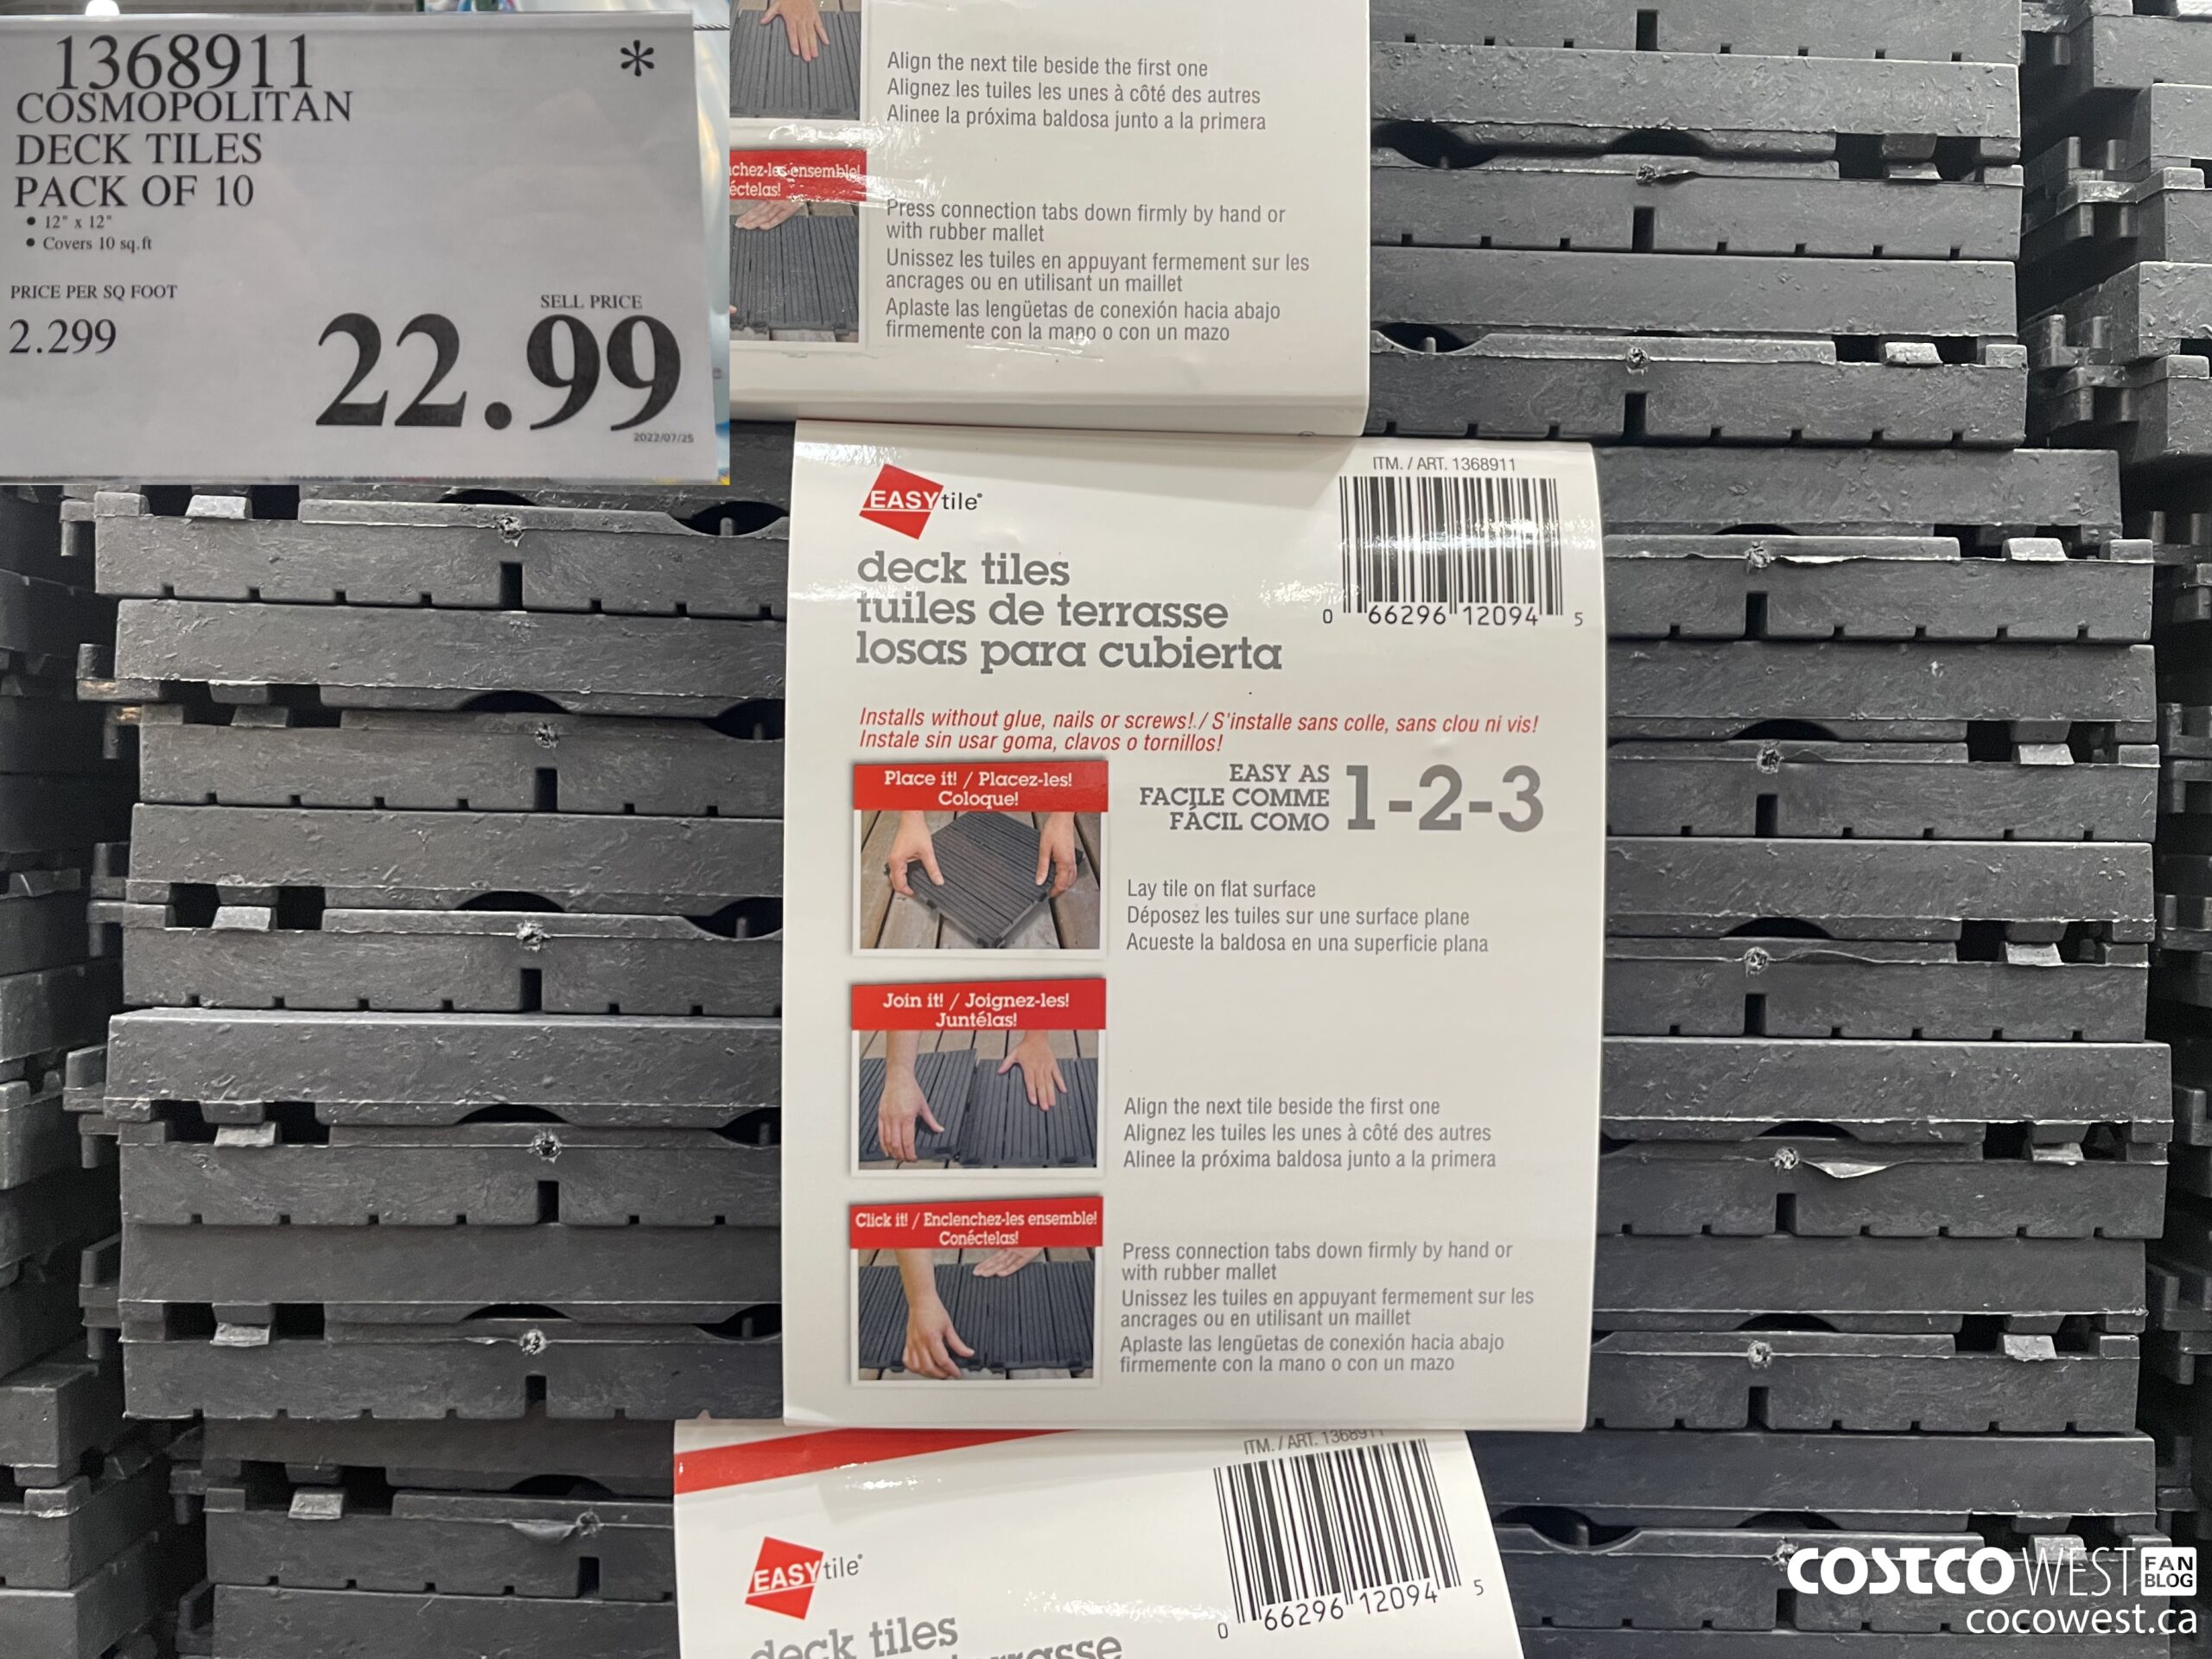 1368911
*
COSMOPOLITAN
DECK TILES
PACK OF 10
• 12" x 12"
• Covers 10 sq.ft
PRICE PER SQ FOOT
2.299
SELL PRICE
22.99
2022/07/25
Align the next tile beside the first one
Alignez les tuiles les unes à côté des autres
Alinee la próxima baldosa junto a la primera
chez-les ensemble!
éctelas!
Press connection tabs down firmly by hand or
with rubber mallet
Unissez les tuiles en appuyant fermement sur les
ancrages ou en utilisant un maillet
Aplaste las lengüetas de conexión hacia abajo
firmemente con la mano o con un mazo
EASYtile®
ITM. / ART. 1368911
0 66296 12094 5
deck tiles
tuiles de terrasse
losas para cubierta
Installs without glue, nails or screws! / S'installe sans colle, sans clou ni vis!
Instale sin usar goma, clavos o tornillos!
Place it! / Placez-les!
Coloque!
EASY AS
FACILE COMME
FÁCIL COMO
1-2-3
Lay tile on flat surface
Déposez les tuiles sur une surface plane
Acueste la baldosa en una superficie plana
Join it! / Joignez-les!
Juntélas!
Align the next tile beside the first one
Alignez les tuiles les unes à côté des autres
Alinee la próxima baldosa junto a la primera
Click it! / Enclenchez-les ensemble!
Conéctelas!
Press connection tabs down firmly by hand or
with rubber mallet
Unissez les tuiles en appuyant fermement sur les
ancrages ou en utilisant un maillet
Aplaste las lengüetas de conexión hacia abajo
firmemente con la mano o con un mazo
ITM. / ART. 1368911
EASYtile®
0 66296 12094 5
deck tiles
terrasse
COSTCO WEST FAN BLOG
cocowest.ca